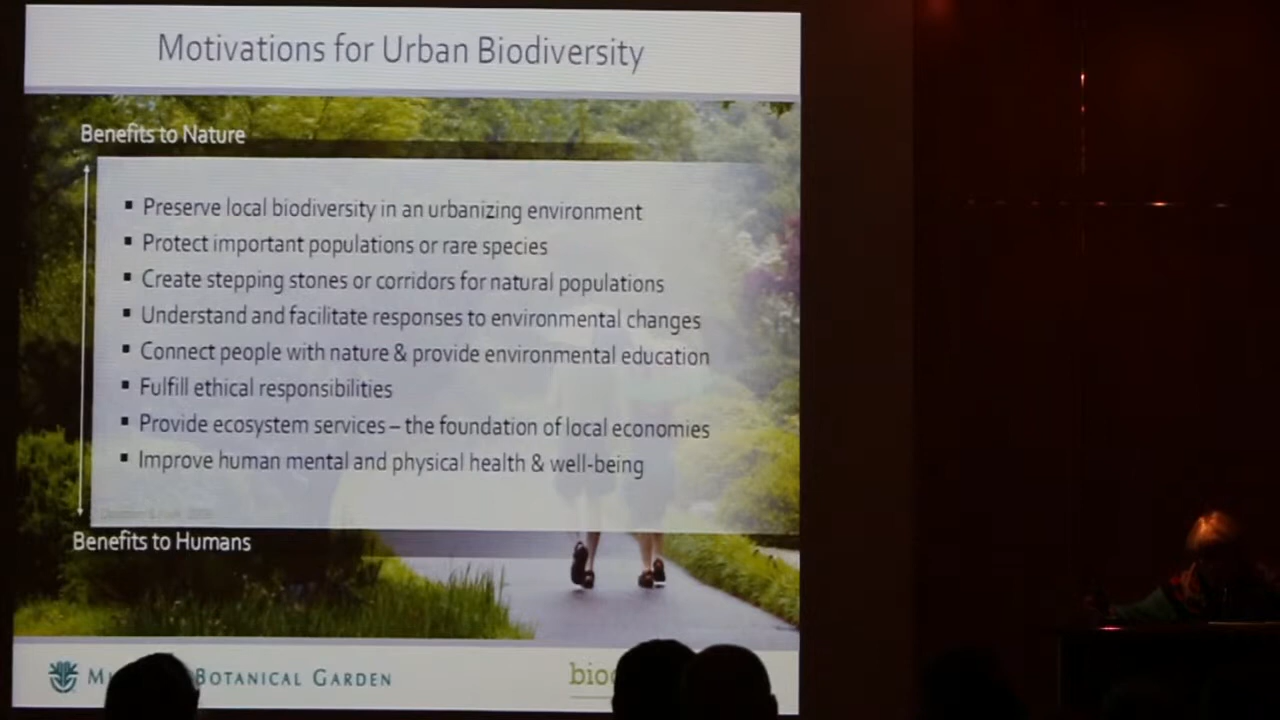 Motivations for Urban Biodiversity
Benefits to Nature
▪ Preserve local biodiversity in an urbanizing environment
▪ Protect important populations or rare species
▪ Create stepping stones or corridors for natural populations
▪ Understand and facilitate responses to environmental changes
▪ Connect people with nature & provide environmental education
▪ Fulfill ethical responsibilities
▪ Provide ecosystem services – the foundation of local economies
▪ Improve human mental and physical health & well-being
Benefits to Humans
BOTANICAL GARDEN